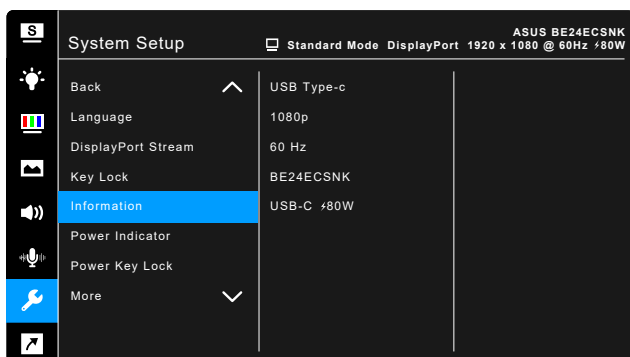 S
System Setup
ASUS BE24ECSNK
Standard Mode DisplayPort 1920 x 1080 @ 60Hz ⚡80W
Back
USB Type-c
Language
1080p
DisplayPort Stream
60 Hz
Key Lock
BE24ECSNK
Information
USB-C ⚡80W
Power Indicator
Power Key Lock
More